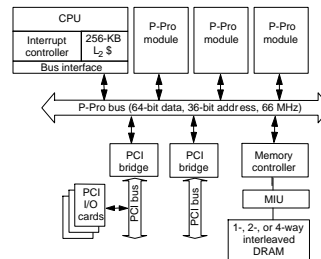 CPU
Interrupt
controller
256-KB
L2 $
Bus interface
P-Pro
module
P-Pro
module
P-Pro
module
P-Pro bus (64-bit data, 36-bit address, 66 MHz)
PCI
bridge
PCI
bridge
Memory
controller
PCI
I/O
cards
PCI bus
PCI bus
MIU
1-, 2-, or 4-way
interleaved
DRAM